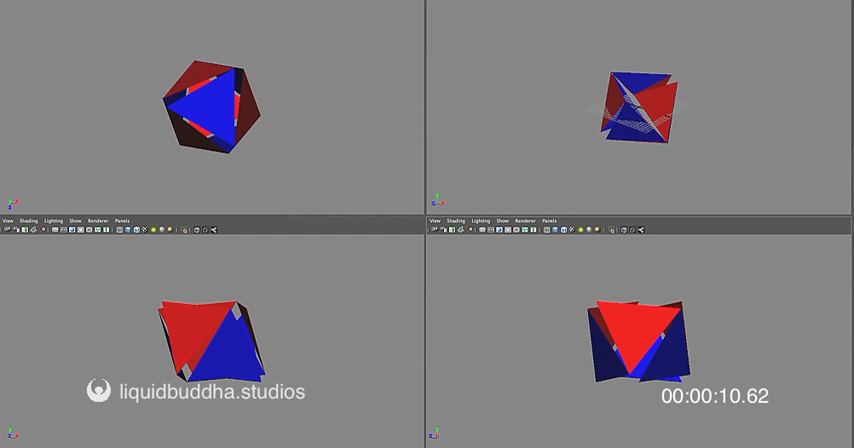 View Shading Lighting Show Renderer Panels
View Shading Lighting Show Renderer Panels
liquidbuddha.studios
00:00:10.62